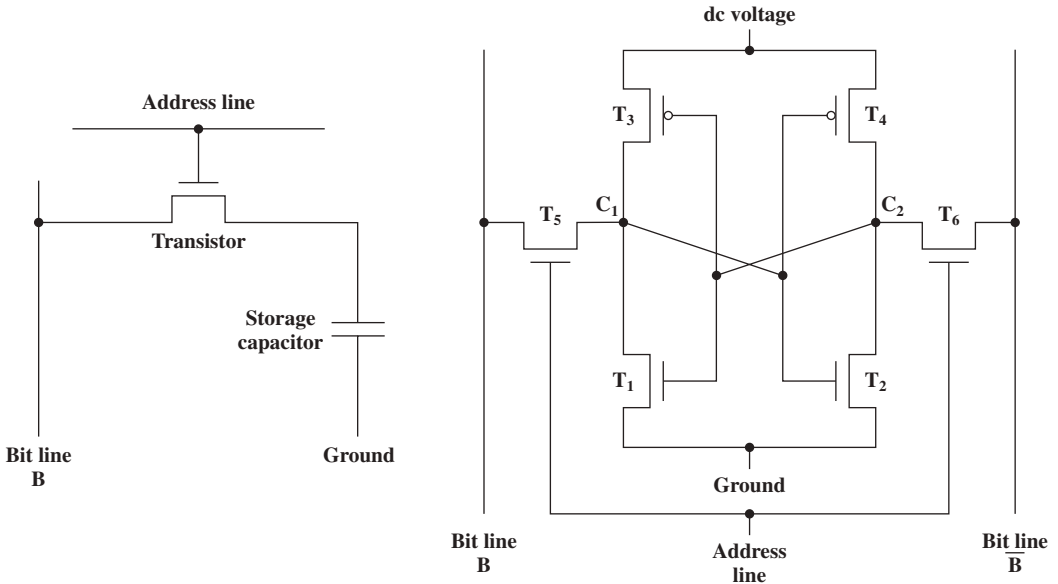 Address line
Transistor
Storage
capacitor
Bit line
B
Ground
dc voltage
T₃
T₄
T₅
C₁
C₂
T₆
T₁
T₂
Ground
Bit line
B
Address
line
Bit line
B̅